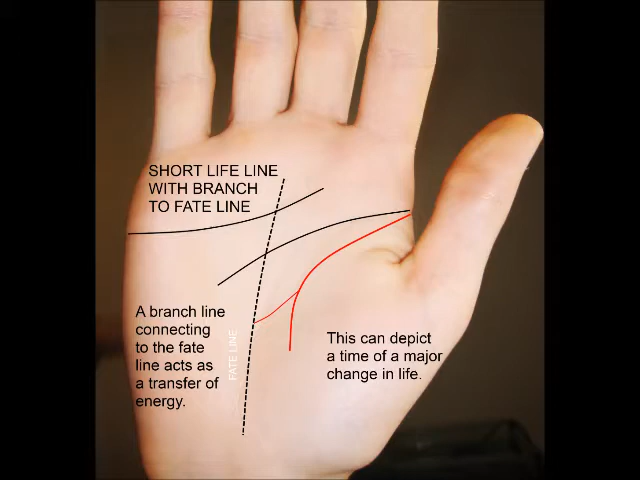 SHORT LIFE LINE
WITH BRANCH
TO FATE LINE
A branch line
connecting
to the fate
line acts as
a transfer of
energy.
FATE LINE
This can depict
a time of a major
change in life.